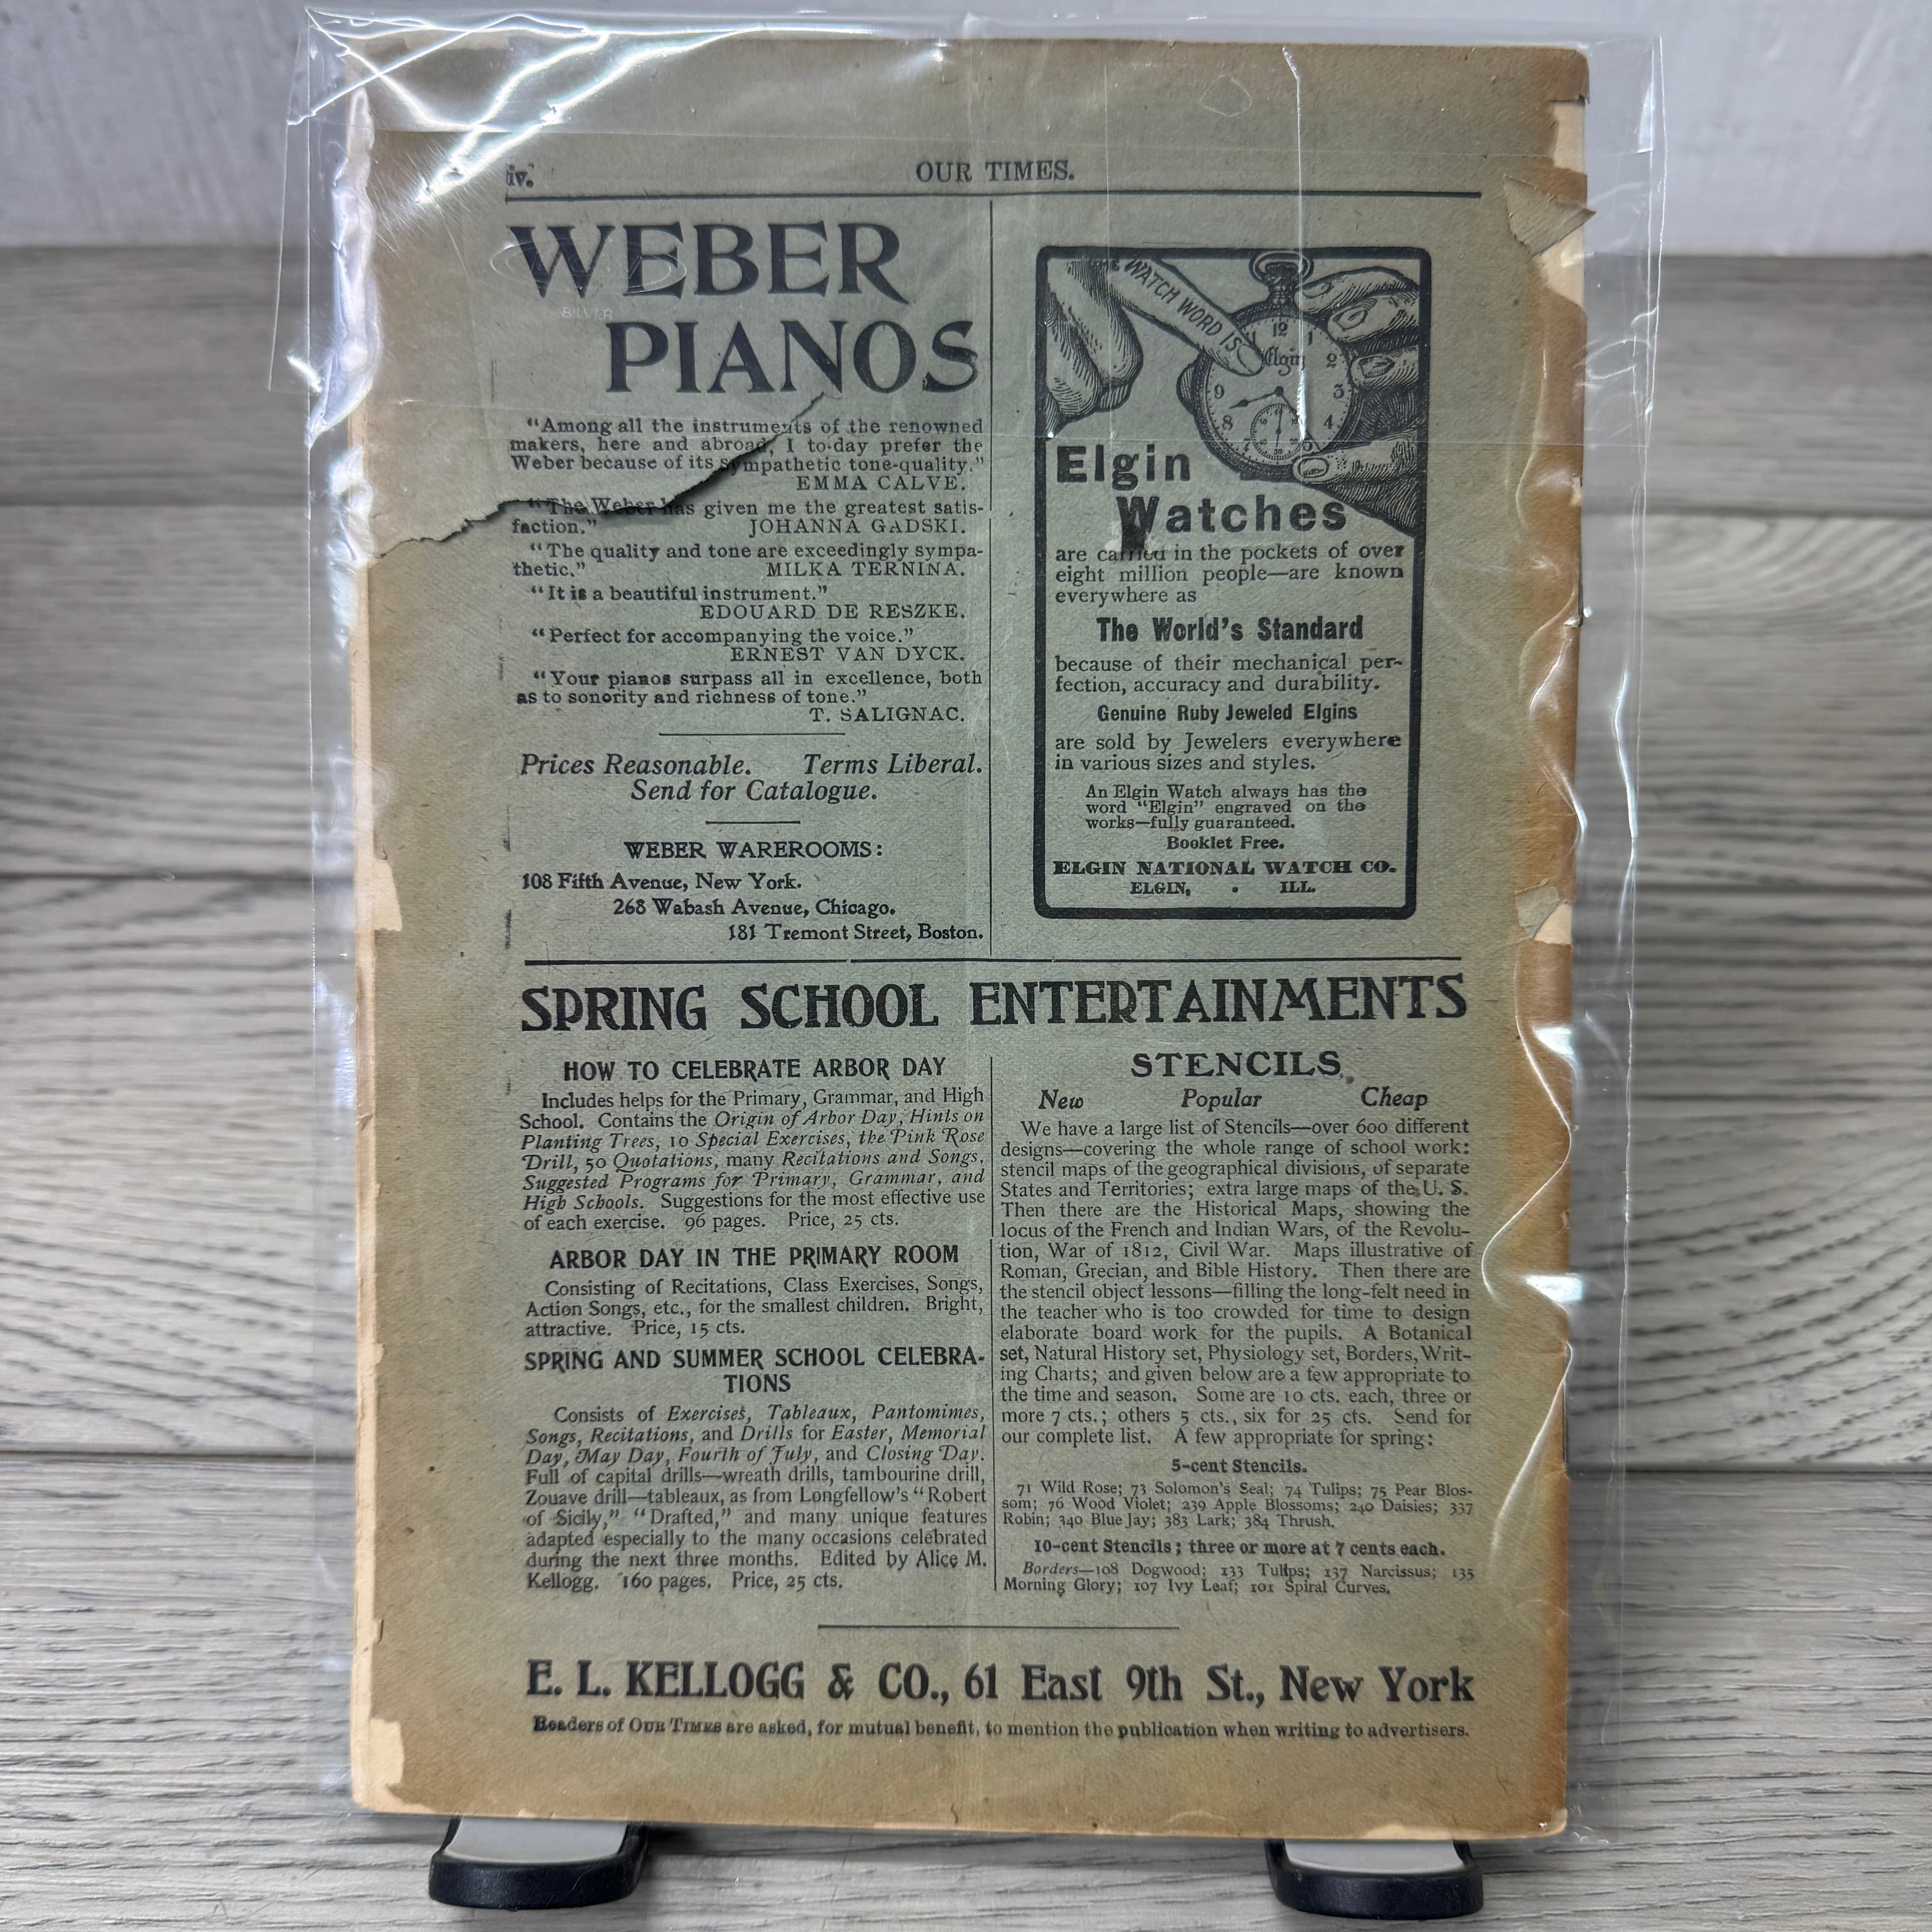 iv.
OUR TIMES.
WEBER
PIANOS
"Among all the instruments of the renowned
makers, here and abroad, I to-day prefer the
Weber because of its sympathetic tone-quality."
EMMA CALVE.
"The Weber has given me the greatest satis-
faction." JOHANNA GADSKI.
"The quality and tone are exceedingly sympa-
thetic." MILKA TERNINA.
"It is a beautiful instrument."
EDOUARD DE RESZKE.
"Perfect for accompanying the voice."
ERNEST VAN DYCK.
"Your pianos surpass all in excellence, both
as to sonority and richness of tone."
T. SALIGNAC.
Prices Reasonable. Terms Liberal.
Send for Catalogue.
WEBER WAREROOMS:
108 Fifth Avenue, New York.
268 Wabash Avenue, Chicago.
181 Tremont Street, Boston.
WATCH WORD IS
12
1
2
3
4
7
8
9
Elgin
Elgin
Watches
are carried in the pockets of over
eight million people—are known
everywhere as
The World's Standard
because of their mechanical per-
fection, accuracy and durability.
Genuine Ruby Jeweled Elgins
are sold by Jewelers everywhere
in various sizes and styles.
An Elgin Watch always has the
word "Elgin" engraved on the
works—fully guaranteed.
Booklet Free.
ELGIN NATIONAL WATCH CO.
ELGIN, ILL.
SPRING SCHOOL ENTERTAINMENTS
HOW TO CELEBRATE ARBOR DAY
Includes helps for the Primary, Grammar, and High
School. Contains the Origin of Arbor Day, Hints on
Planting Trees, 10 Special Exercises, the Pink Rose
Drill, 50 Quotations, many Recitations and Songs,
Suggested Programs for Primary, Grammar, and
High Schools. Suggestions for the most effective use
of each exercise. 96 pages. Price, 25 cts.
ARBOR DAY IN THE PRIMARY ROOM
Consisting of Recitations, Class Exercises, Songs,
Action Songs, etc., for the smallest children. Bright,
attractive. Price, 15 cts.
SPRING AND SUMMER SCHOOL CELEBRA-
TIONS
Consists of Exercises, Tableaux, Pantomimes,
Songs, Recitations, and Drills for Easter, Memorial
Day, May Day, Fourth of July, and Closing Day.
Full of capital drills—wreath drills, tambourine drill,
Zouave drill—tableaux, as from Longfellow's "Robert
of Sicily," "Drafted," and many unique features
adapted especially to the many occasions celebrated
during the next three months. Edited by Alice M.
Kellogg. 160 pages. Price, 25 cts.
STENCILS
New Popular Cheap
We have a large list of Stencils—over 600 different
designs—covering the whole range of school work:
stencil maps of the geographical divisions, of separate
States and Territories; extra large maps of the U. S.
Then there are the Historical Maps, showing the
locus of the French and Indian Wars, of the Revolu-
tion, War of 1812, Civil War. Maps illustrative of
Roman, Grecian, and Bible History. Then there are
the stencil object lessons—filling the long-felt need in
the teacher who is too crowded for time to design
elaborate board work for the pupils. A Botanical
set, Natural History set, Physiology set, Borders, Writ-
ing Charts; and given below are a few appropriate to
the time and season. Some are 10 cts. each, three or
more 7 cts.; others 5 cts., six for 25 cts. Send for
our complete list. A few appropriate for spring:
5-cent Stencils.
71 Wild Rose; 73 Solomon's Seal; 74 Tulips; 75 Pear Blos-
som; 76 Wood Violet; 239 Apple Blossoms; 240 Daisies; 337
Robin; 340 Blue Jay; 383 Lark; 384 Thrush.
10-cent Stencils; three or more at 7 cents each.
Borders—108 Dogwood; 133 Tulips; 137 Narcissus; 135
Morning Glory; 107 Ivy Leaf; 101 Spiral Curves.
E. L. KELLOGG & CO., 61 East 9th St., New York
Readers of OUR TIMES are asked, for mutual benefit, to mention the publication when writing to advertisers.